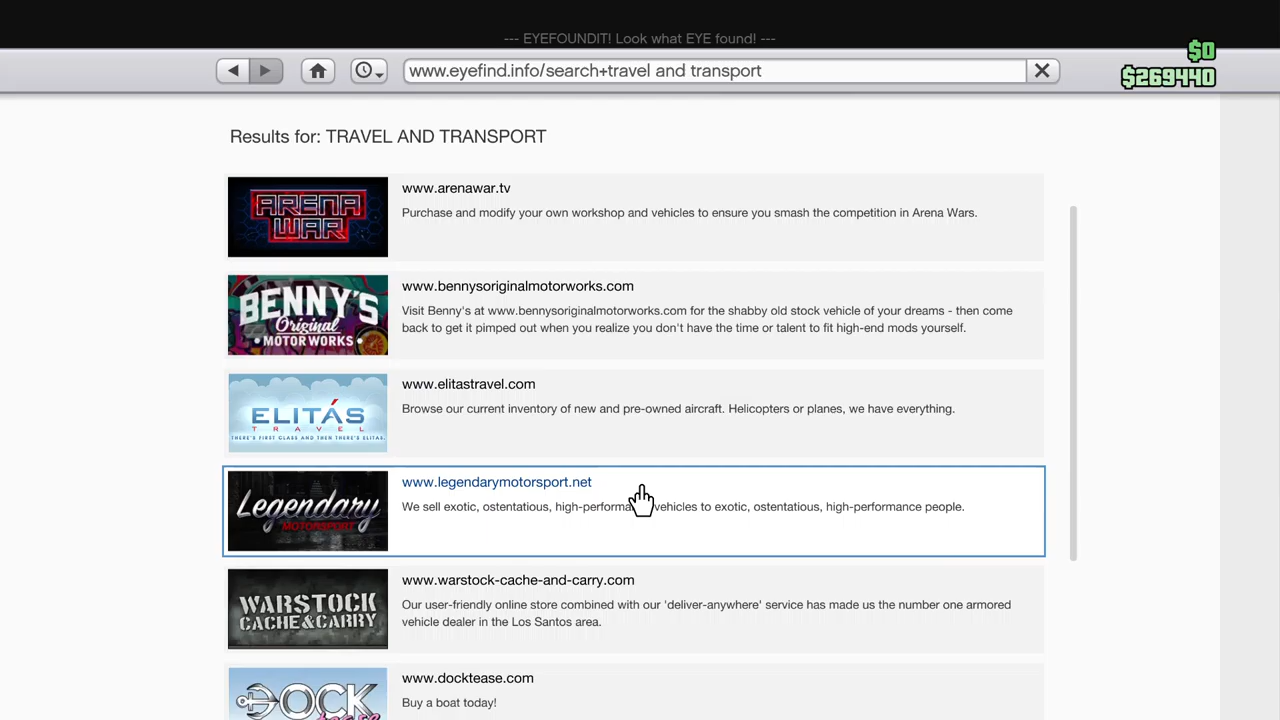 --- EYEFOUNDIT! Look what EYE found! ---
www.eyefind.info/search+travel and transport
$0
$269440
Results for: TRAVEL AND TRANSPORT
ARENA
WAR
www.arenawar.tv
Purchase and modify your own workshop and vehicles to ensure you smash the competition in Arena Wars.
BENNY'S
Original
MOTOR WORKS
www.bennysoriginalmotorworks.com
Visit Benny's at www.bennysoriginalmotorworks.com for the shabby old stock vehicle of your dreams - then come
back to get it pimped out when you realize you don't have the time or talent to fit high-end mods yourself.
ELITÁS
TRAVEL
THERE'S FIRST CLASS AND THEN THERE'S ELITAS.
www.elitastravel.com
Browse our current inventory of new and pre-owned aircraft. Helicopters or planes, we have everything.
Legendary
MOTORSPORT
www.legendarymotorsport.net
We sell exotic, ostentatious, high-performa vehicles to exotic, ostentatious, high-performance people.
WARSTOCK
CACHE&CARRY
www.warstock-cache-and-carry.com
Our user-friendly online store combined with our 'deliver-anywhere' service has made us the number one armored
vehicle dealer in the Los Santos area.
DOCK
www.docktease.com
Buy a boat today!